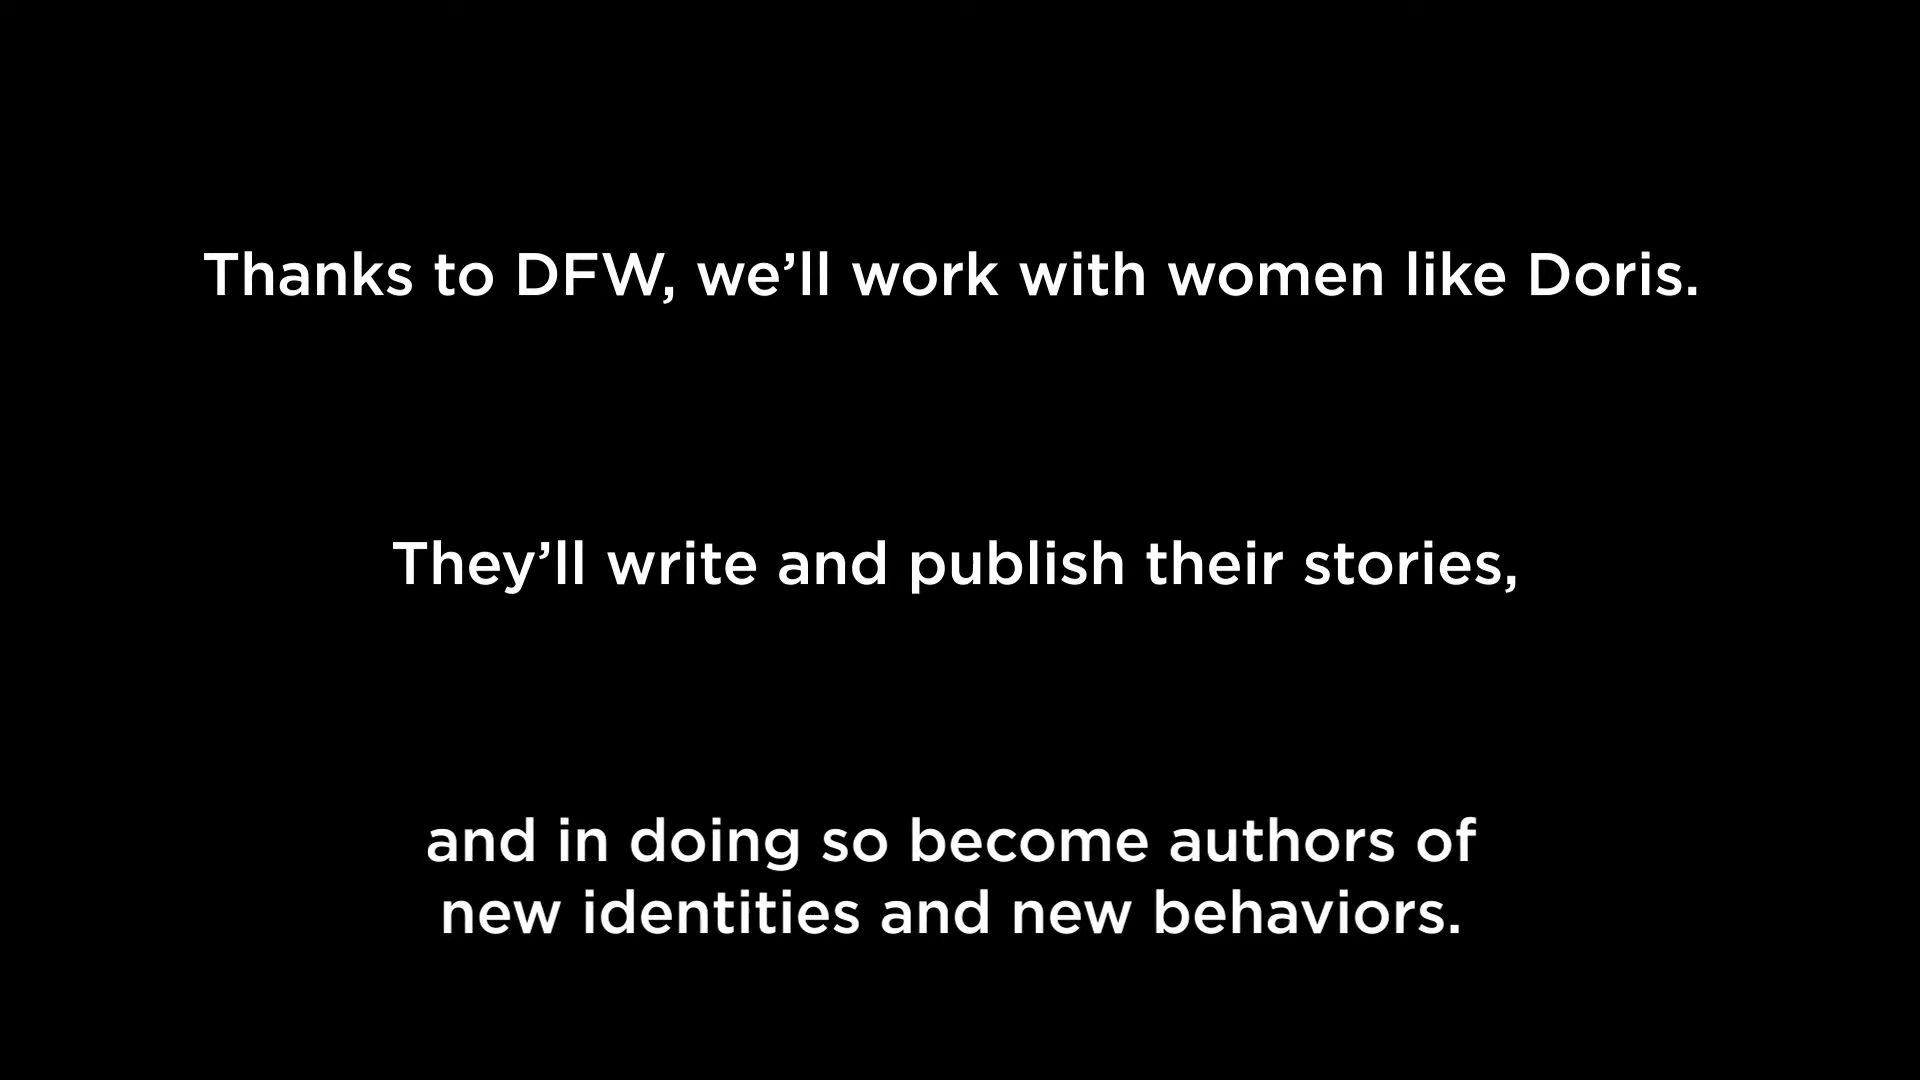 Thanks to DFW, we’ll work with women like Doris.
They’ll write and publish their stories,
and in doing so become authors of
new identities and new behaviors.